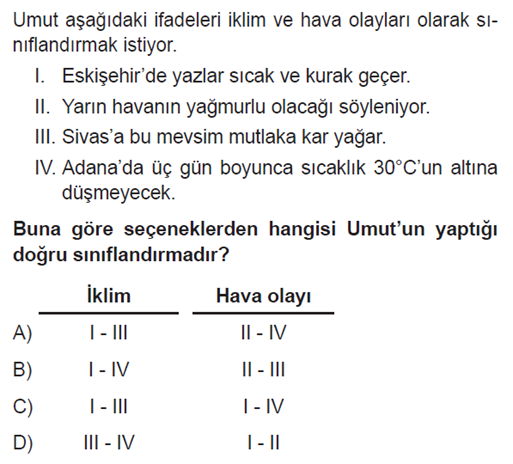 Umut aşağıdaki ifadeleri iklim ve hava olayları olarak sı-
nıflandırmak istiyor.
I. Eskişehir’de yazlar sıcak ve kurak geçer.
II. Yarın havanın yağmurlu olacağı söyleniyor.
III. Sivas’a bu mevsim mutlaka kar yağar.
IV. Adana’da üç gün boyunca sıcaklık 30°C’un altına
düşmeyecek.
Buna göre seçeneklerden hangisi Umut’un yaptığı
doğru sınıflandırmadır?
İklim Hava olayı
A) I - III II - IV
B) I - IV II - III
C) I - III I - IV
D) III - IV I - II